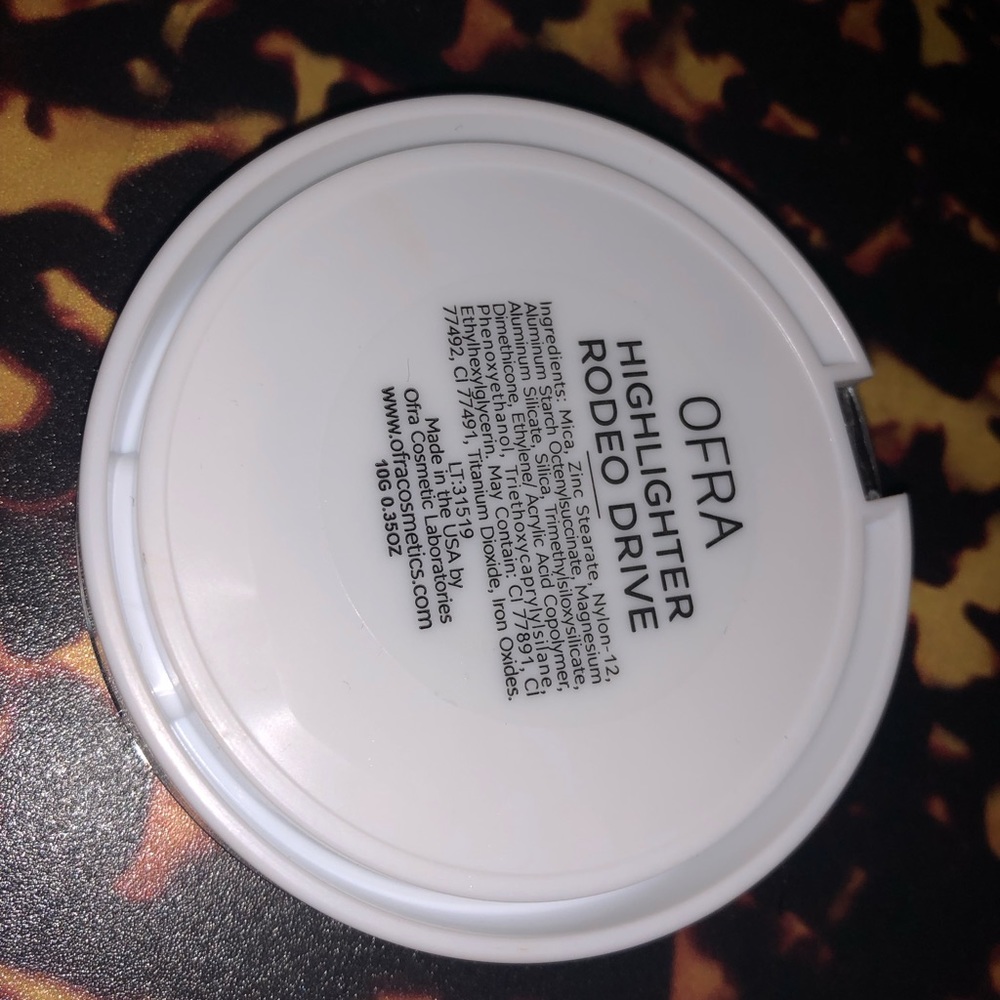 OFRA
HIGHLIGHTER
RODEO DRIVE
Ingredients: Mica, Zinc Stearate, Nylon-12,
Aluminum Starch Octenylsuccinate, Magnesium
Aluminum Silicate, Silica, Trimethylsiloxysilicate,
Dimethicone, Ethylene/ Acrylic Acid Copolymer,
Phenoxyethanol, Triethoxycaprylylsilane,
Ethylhexylglycerin. May Contain: CI 77891, CI
77492, CI 77491, Titanium Dioxide, Iron Oxides.
LT:31519
Made in the USA by
Ofra Cosmetic Laboratories
www.ofracosmetics.com
10G 0.35OZ